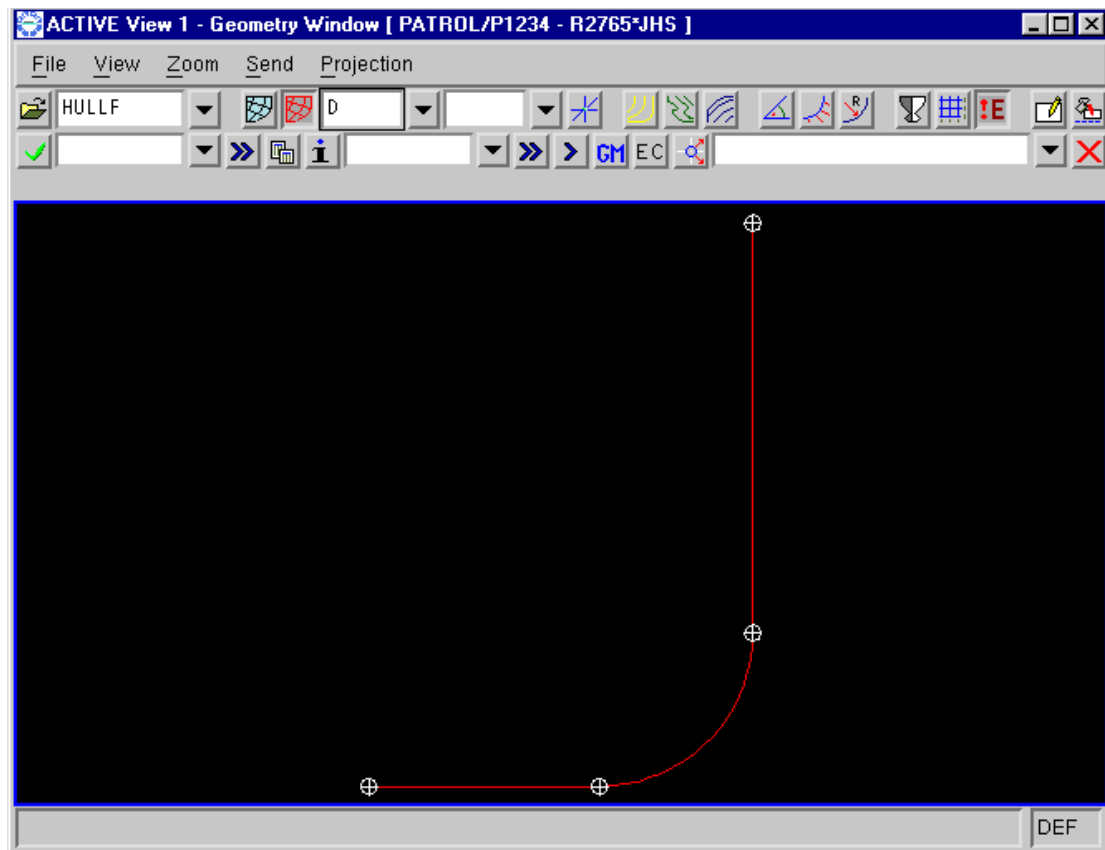 ACTIVE View 1 - Geometry Window [ PATROL/P1234 - R2765*JHS ]
File View Zoom Send Projection
HULLF D R !E
i GM EC
DEF